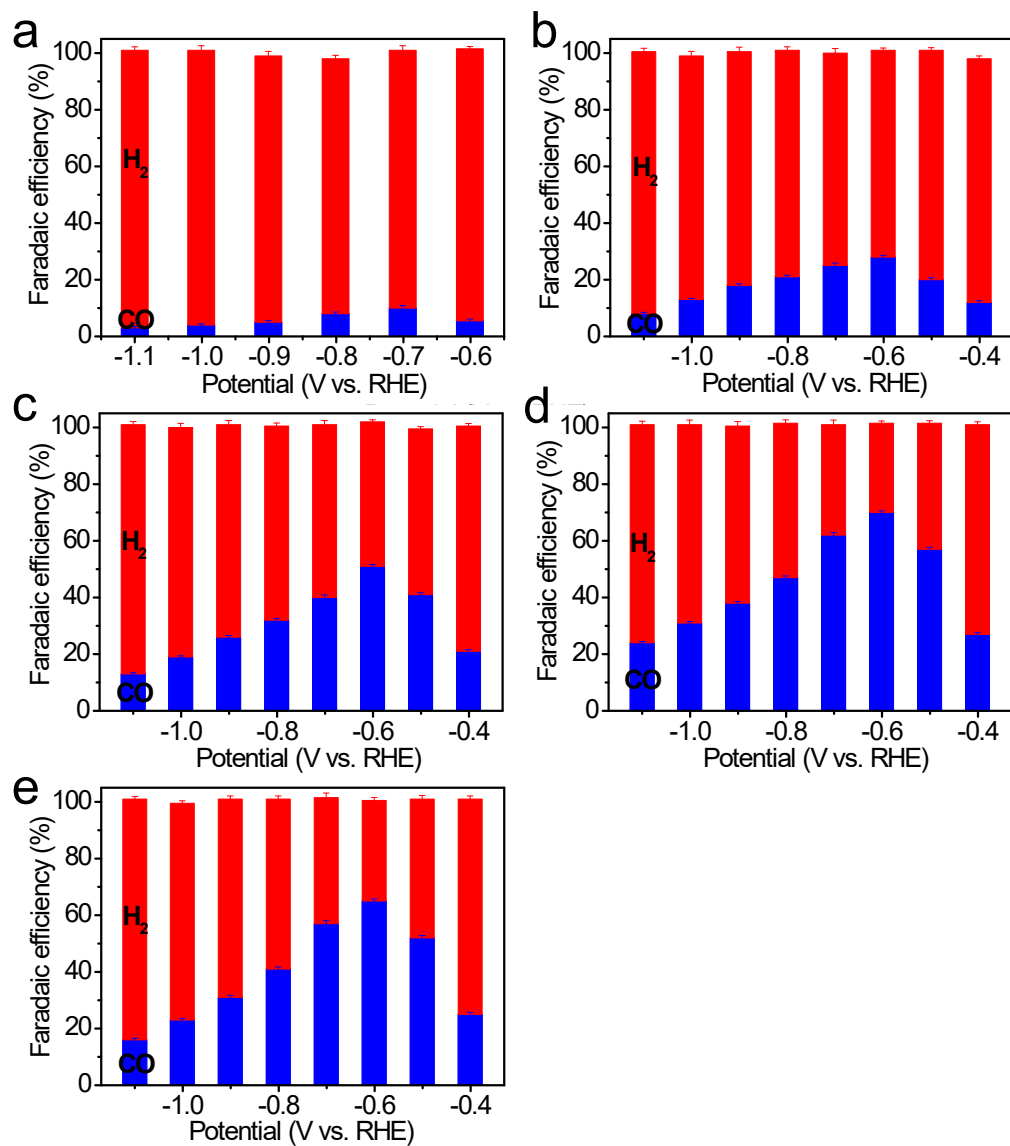 a
Faradaic efficiency (%)
100
80
60
40
20
0
H2
CO
-1.1 -1.0 -0.9 -0.8 -0.7 -0.6
Potential (V vs. RHE)
b
Faradaic efficiency (%)
100
80
60
40
20
0
H2
CO
-1.0 -0.8 -0.6 -0.4
Potential (V vs. RHE)
c
Faradaic efficiency (%)
100
80
60
40
20
0
H2
CO
-1.0 -0.8 -0.6 -0.4
Potential (V vs. RHE)
d
Faradaic efficiency (%)
100
80
60
40
20
0
H2
CO
-1.0 -0.8 -0.6 -0.4
Potential (V vs. RHE)
e
Faradaic efficiency (%)
100
80
60
40
20
0
H2
CO
-1.0 -0.8 -0.6 -0.4
Potential (V vs. RHE)